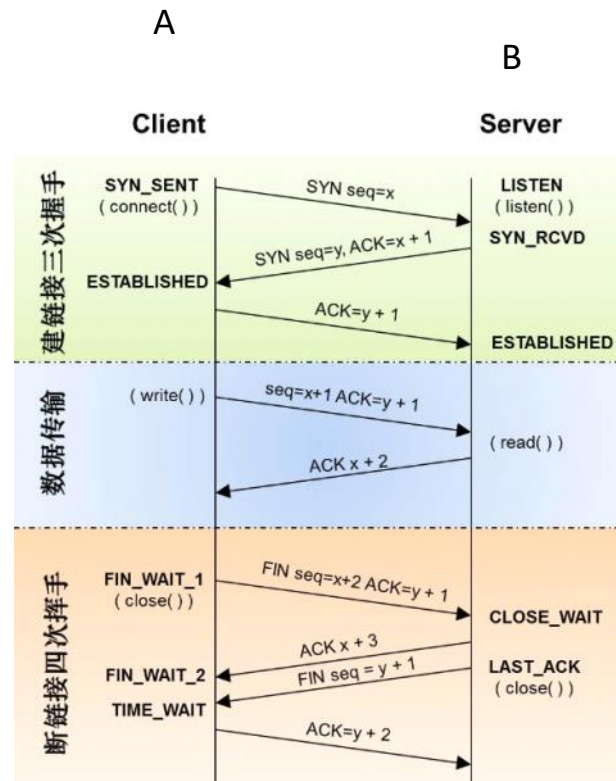 A
B
Client
Server
建链接三次握手
SYN_SENT
( connect() )
SYN seq=x
LISTEN
( listen() )
SYN seq=y, ACK=x + 1
SYN_RCVD
ESTABLISHED
ACK=y + 1
ESTABLISHED
数据传输
( write() )
seq=x+1 ACK=y + 1
( read() )
ACK x + 2
断链接四次挥手
FIN_WAIT_1
( close() )
FIN seq=x+2 ACK=y + 1
CLOSE_WAIT
ACK x + 3
FIN_WAIT_2
FIN seq = y + 1
LAST_ACK
( close() )
TIME_WAIT
ACK=y + 2